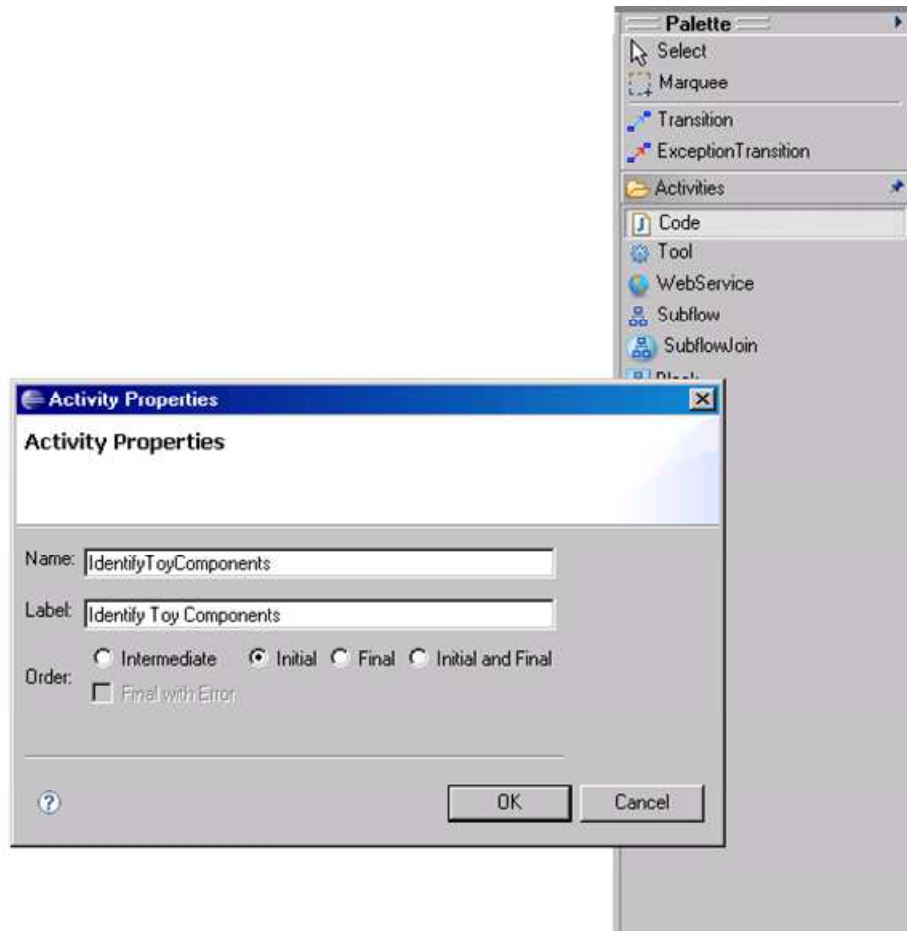 Palette
Select
Marquee
Transition
ExceptionTransition
Activities
Code
Tool
WebService
Subflow
SubflowJoin
Activity Properties
Activity Properties
Name: IdentifyToyComponents
Label: Identify Toy Components
Order: Intermediate Initial Final Initial and Final
Final with Error
OK Cancel